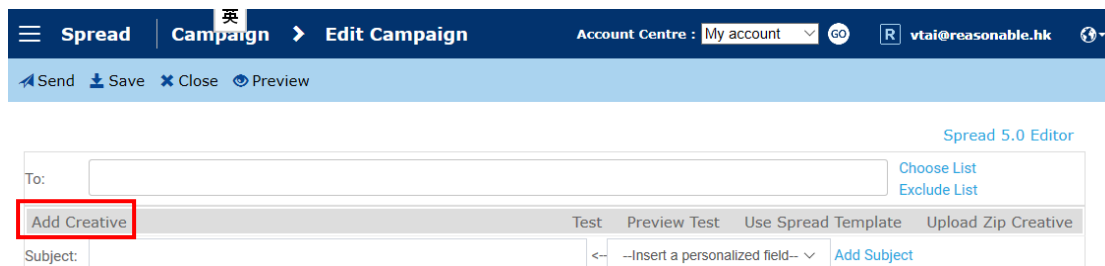 英
Spread Campaign > Edit Campaign Account Centre : My account GO R vtai@reasonable.hk
Send Save Close Preview
Spread 5.0 Editor
To: Choose List
Exclude List
Add Creative Test Preview Test Use Spread Template Upload Zip Creative
Subject: <-- --Insert a personalized field-- Add Subject